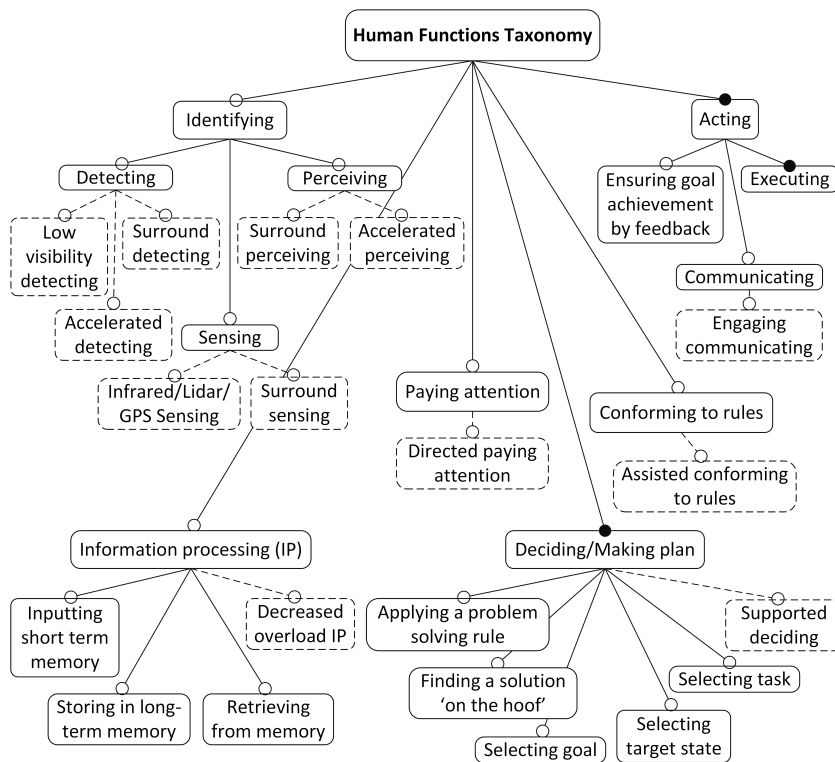 Human Functions Taxonomy
Identifying
Acting
Detecting
Perceiving
Ensuring goal
achievement
by feedback
Executing
Low
visibility
detecting
Surround
detecting
Surround
perceiving
Accelerated
perceiving
Communicating
Accelerated
detecting
Sensing
Engaging
communicating
Infrared/Lidar/
GPS Sensing
Surround
sensing
Paying attention
Conforming to rules
Directed paying
attention
Assisted conforming
to rules
Information processing (IP)
Deciding/Making plan
Inputting
short term
memory
Decreased
overload IP
Applying a problem
solving rule
Supported
deciding
Storing in long-
term memory
Retrieving
from memory
Finding a solution
‘on the hoof’
Selecting task
Selecting goal
Selecting
target state